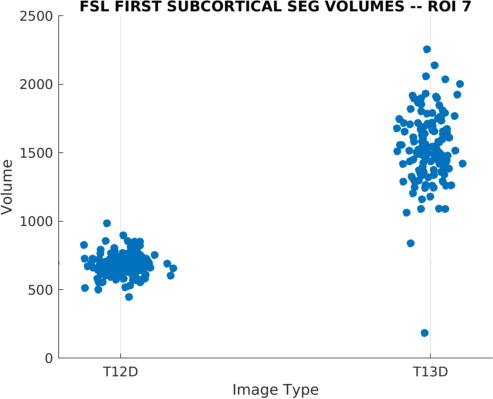 FSL FIRST SUBCORTICAL SEG VOLUMES -- ROI 7
2500
2000
1500
1000
500
0
Volume
T12D
T13D
Image Type